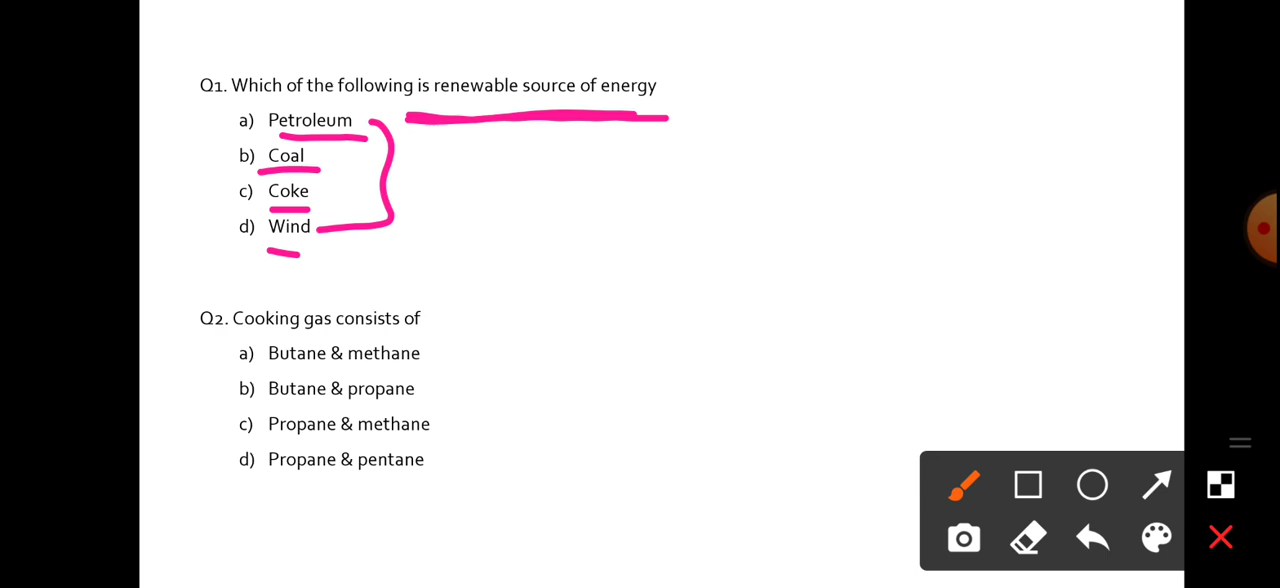 Q1. Which of the following is renewable source of energy
a) Petroleum
b) Coal
c) Coke
d) Wind
Q2. Cooking gas consists of
a) Butane & methane
b) Butane & propane
c) Propane & methane
d) Propane & pentane